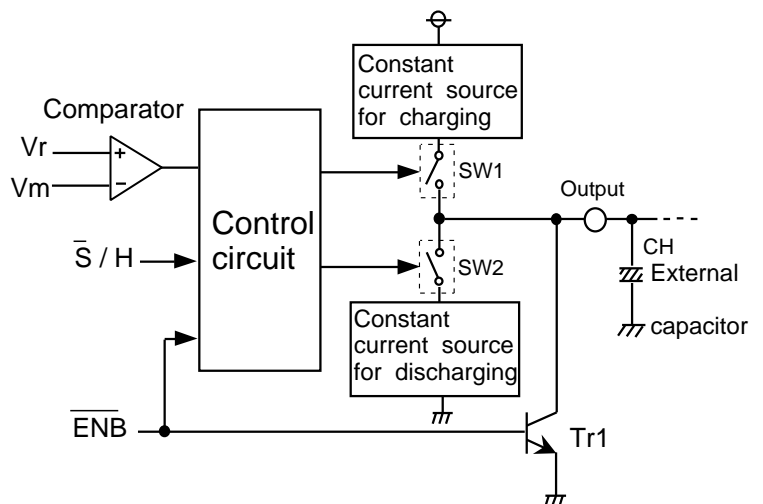 Constant
current source
for charging
Comparator
Vr
+
Vm
−
SW1
Output
Control
circuit
S̅ / H
SW2
CH
External
capacitor
Constant
current source
for discharging
E̅N̅B̅
Tr1